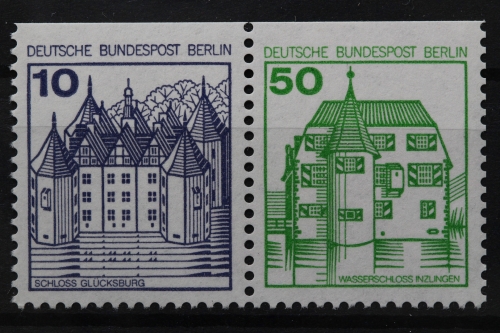 DEUTSCHE BUNDESPOST BERLIN
10
SCHLOSS GLÜCKSBURG
DEUTSCHE BUNDESPOST BERLIN
50
WASSERSCHLOSS INZLINGEN